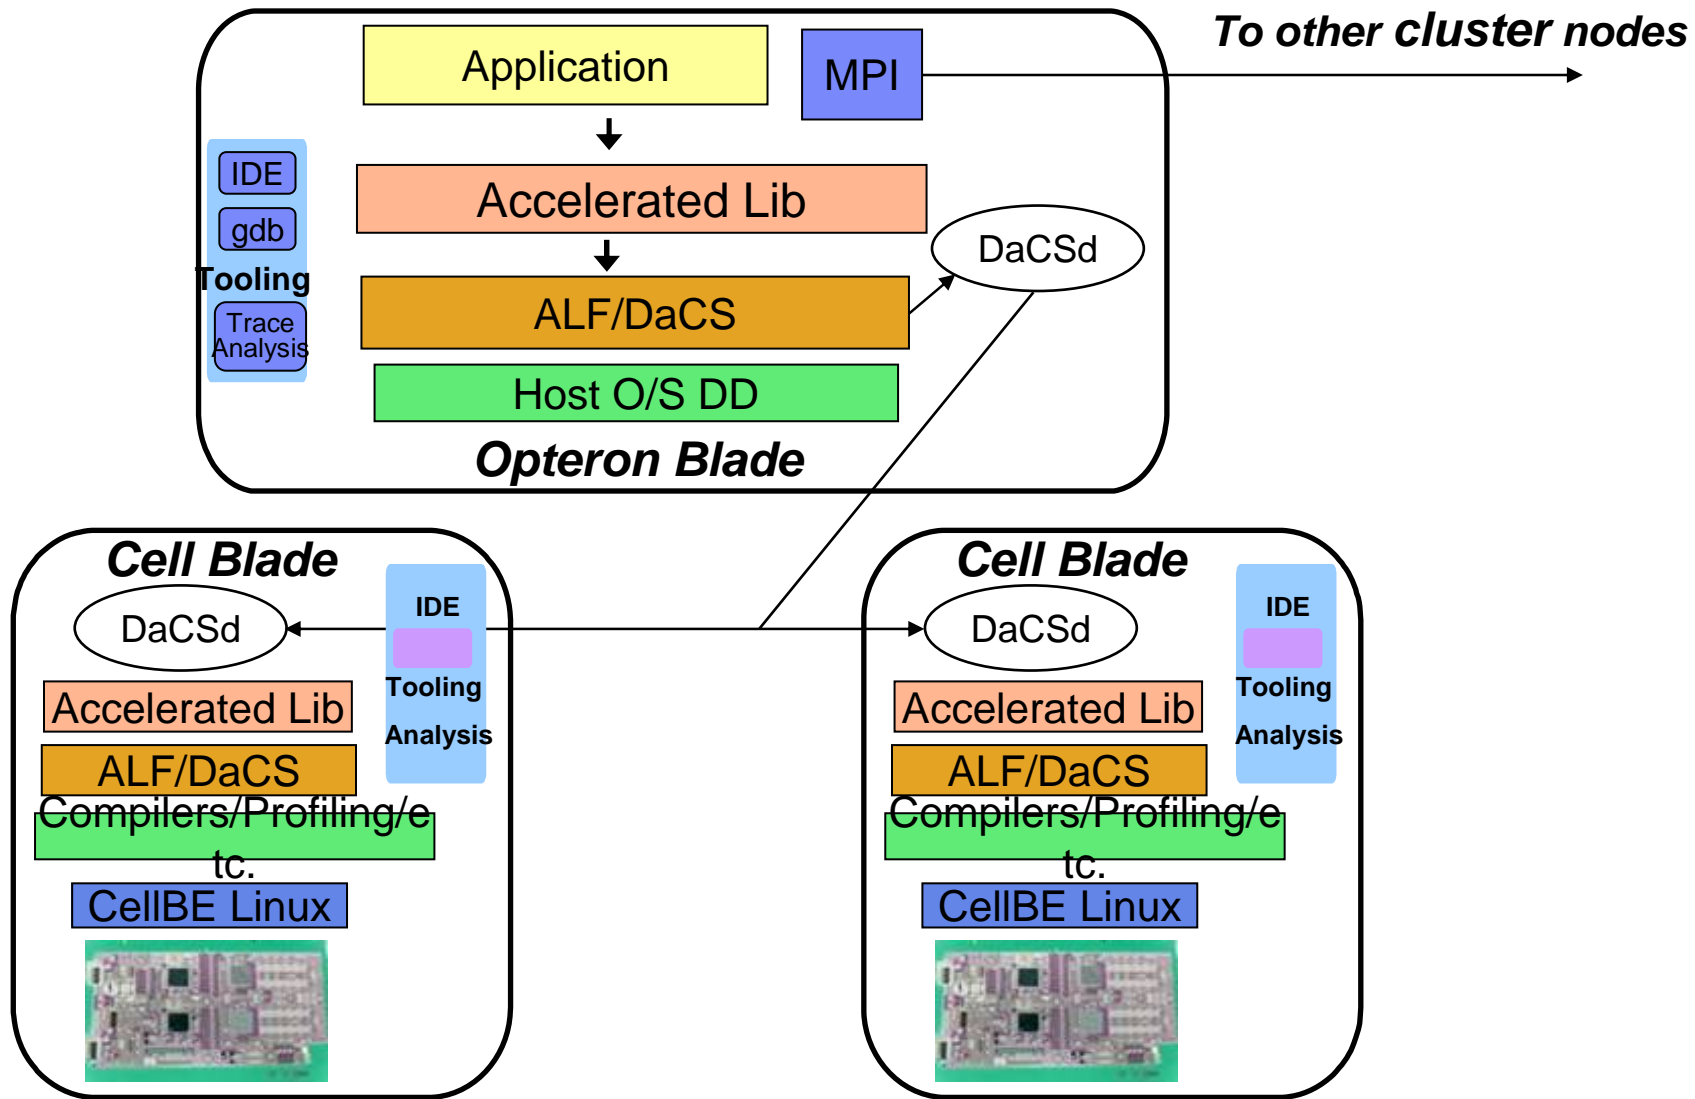 To other cluster nodes
Application
MPI
IDE
gdb
Tooling
Trace
Analysis
Accelerated Lib
DaCSd
ALF/DaCS
Host O/S DD
Opteron Blade
Cell Blade
DaCSd
IDE
Tooling
Analysis
Accelerated Lib
ALF/DaCS
Compilers/Profiling/e
tc.
CellBE Linux
Cell Blade
DaCSd
IDE
Tooling
Analysis
Accelerated Lib
ALF/DaCS
Compilers/Profiling/e
tc.
CellBE Linux